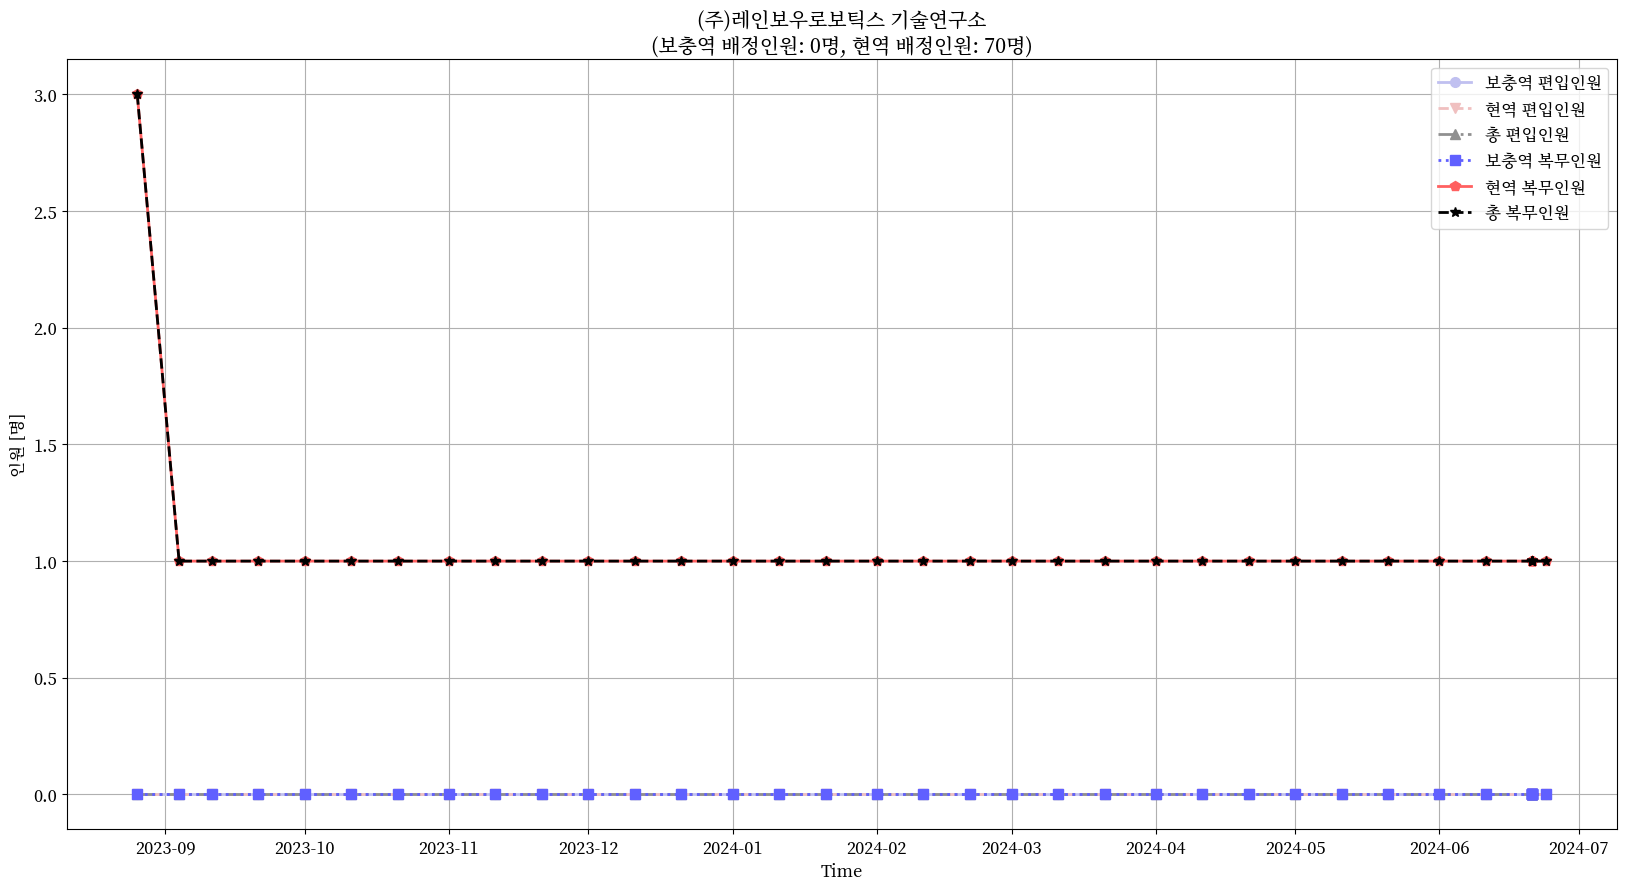 (주)레인보우로보틱스 기술연구소
(보충역 배정인원: 0명, 현역 배정인원: 70명)
보충역 편입인원
현역 편입인원
총 편입인원
보충역 복무인원
현역 복무인원
총 복무인원
인원 [명]
3.0
2.5
2.0
1.5
1.0
0.5
0.0
2023-09 2023-10 2023-11 2023-12 2024-01 2024-02 2024-03 2024-04 2024-05 2024-06 2024-07
Time